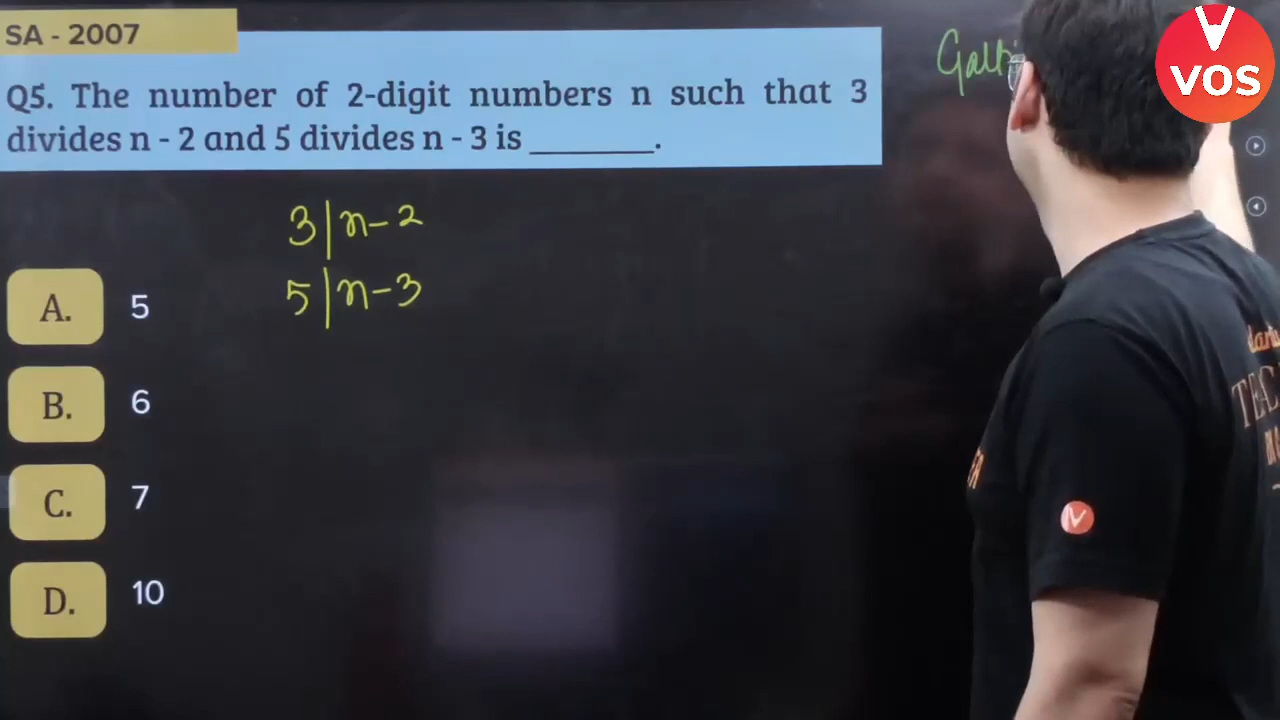 SA - 2007
Q5. The number of 2-digit numbers n such that 3
divides n - 2 and 5 divides n - 3 is ________.
3|n-2
5|n-3
A. 5
B. 6
C. 7
D. 10
VOS